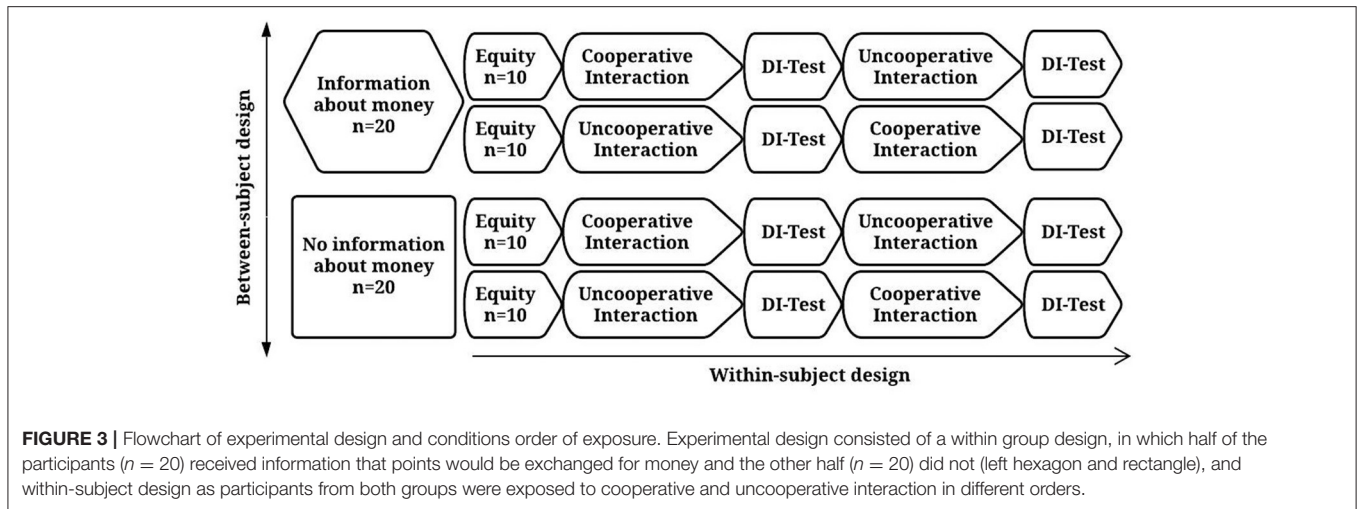 Between-subject design
Information
about money
n=20
Equity
n=10
Cooperative
Interaction
DI-Test
Uncooperative
Interaction
DI-Test
Equity
n=10
Uncooperative
Interaction
DI-Test
Cooperative
Interaction
DI-Test
No information
about money
n=20
Equity
n=10
Cooperative
Interaction
DI-Test
Uncooperative
Interaction
DI-Test
Equity
n=10
Uncooperative
Interaction
DI-Test
Cooperative
Interaction
DI-Test
Within-subject design
FIGURE 3 | Flowchart of experimental design and conditions order of exposure. Experimental design consisted of a within group design, in which half of the
participants (n = 20) received information that points would be exchanged for money and the other half (n = 20) did not (left hexagon and rectangle), and
within-subject design as participants from both groups were exposed to cooperative and uncooperative interaction in different orders.